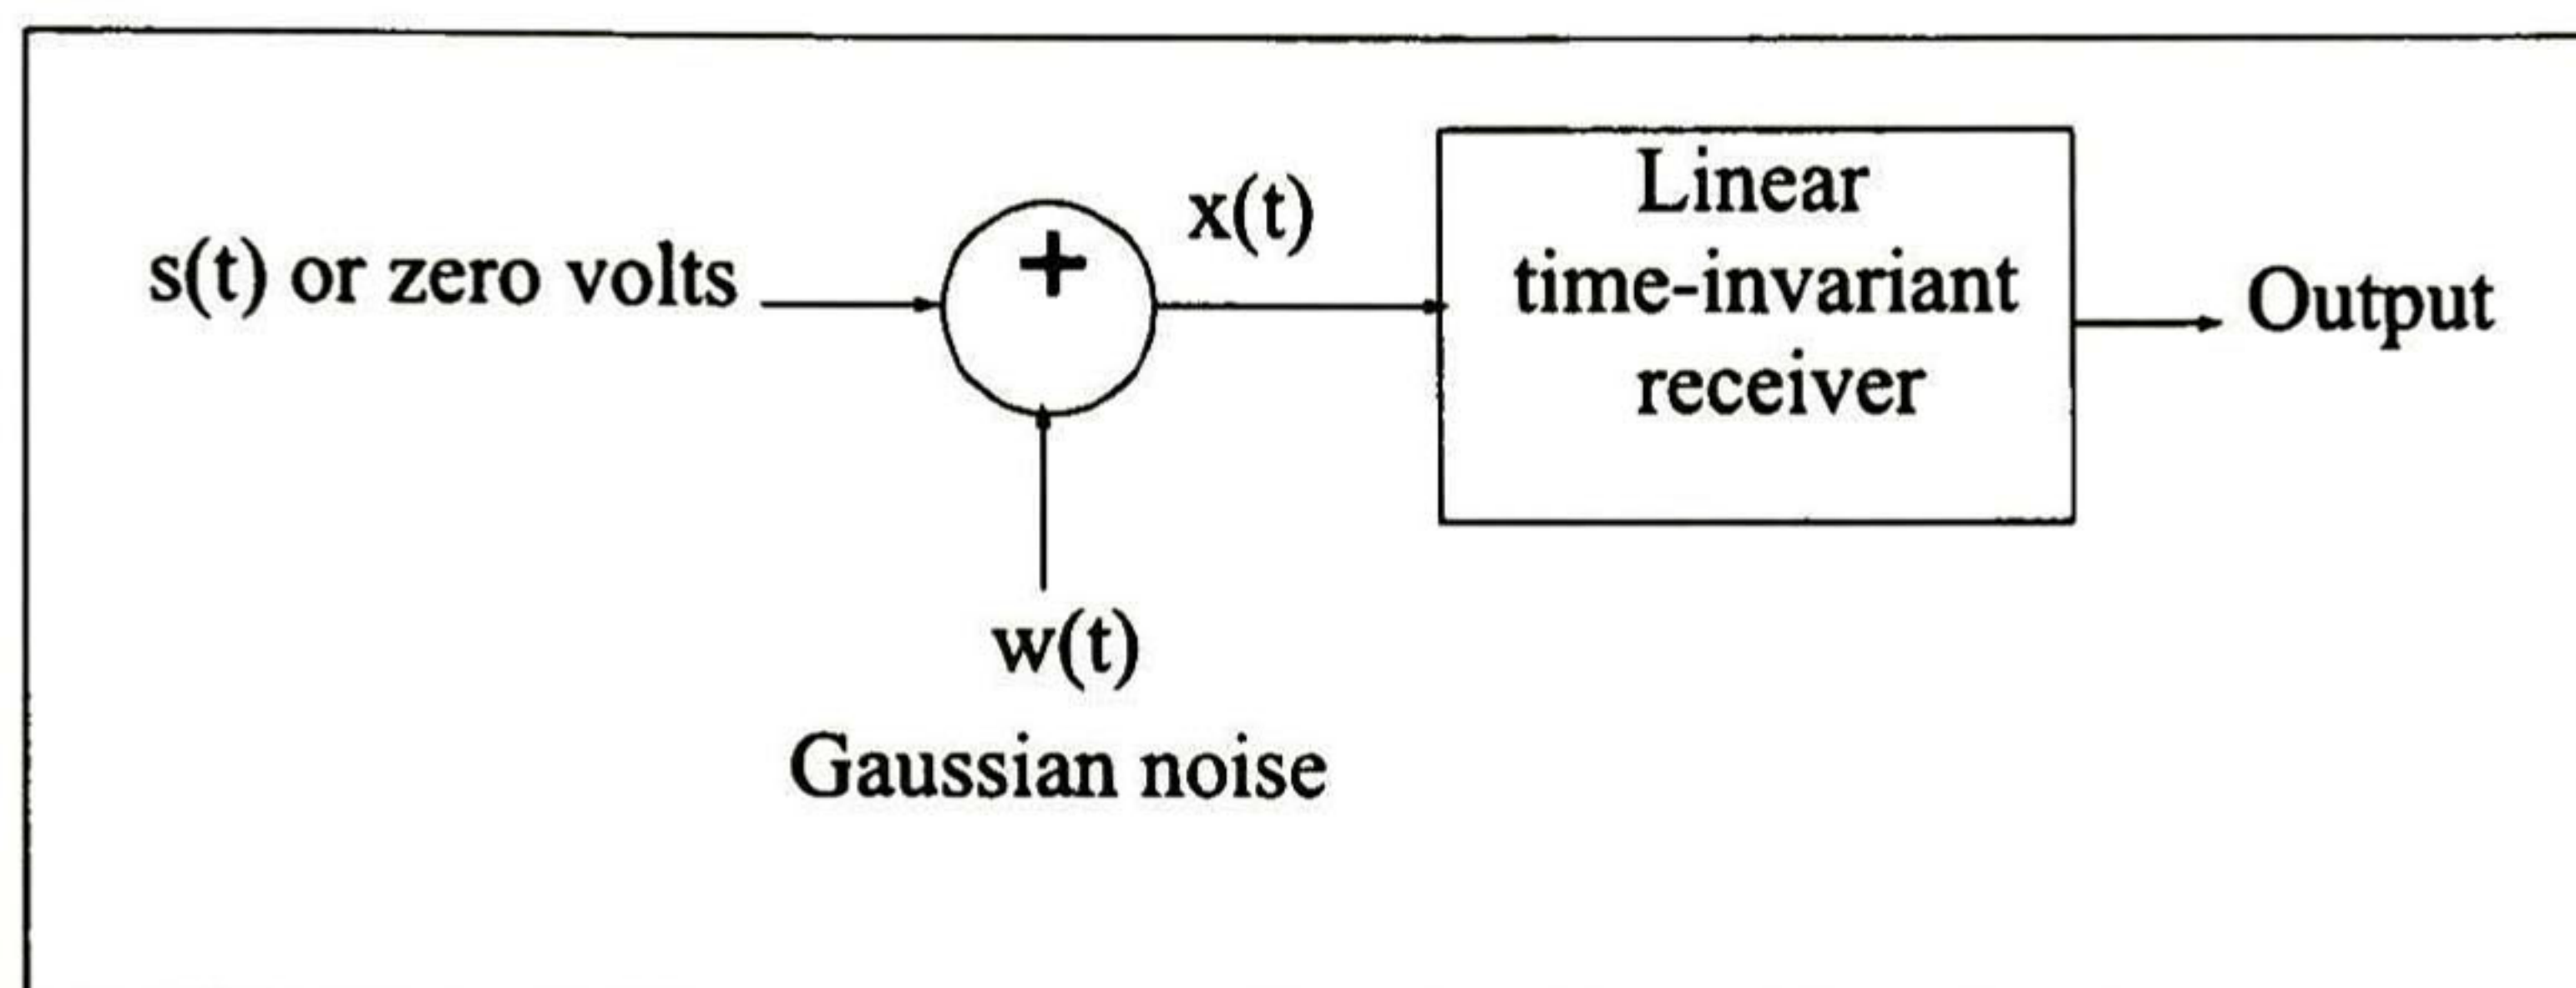 s(t) or zero volts
+
x(t)
Linear
time-invariant
receiver
Output
w(t)
Gaussian noise